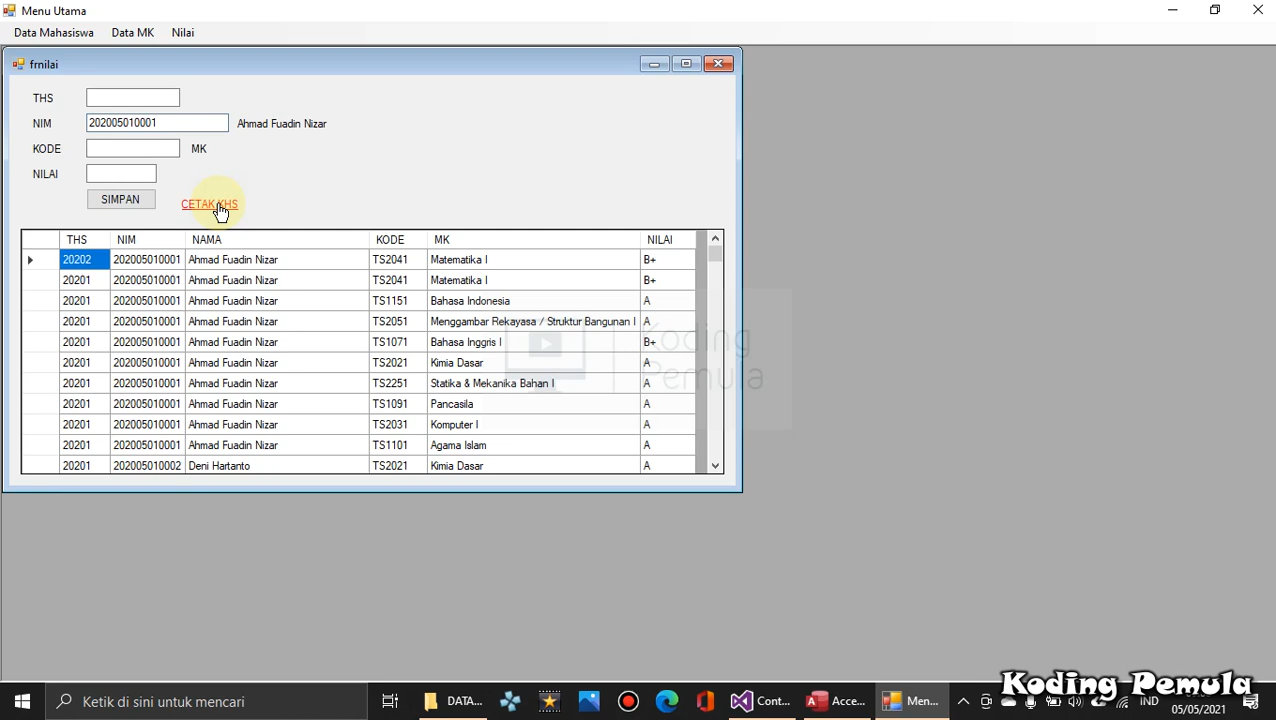 Menu Utama
Data Mahasiswa Data MK Nilai
frnilai
THS
NIM 202005010001 Ahmad Fuadin Nizar
KODE MK
NILAI
SIMPAN CETAK KHS
THS NIM NAMA KODE MK NILAI
20202 202005010001 Ahmad Fuadin Nizar TS2041 Matematika I B+
20201 202005010001 Ahmad Fuadin Nizar TS2041 Matematika I B+
20201 202005010001 Ahmad Fuadin Nizar TS1151 Bahasa Indonesia A
20201 202005010001 Ahmad Fuadin Nizar TS2051 Menggambar Rekayasa / Struktur Bangunan I A
20201 202005010001 Ahmad Fuadin Nizar TS1071 Bahasa Inggris I B+
20201 202005010001 Ahmad Fuadin Nizar TS2021 Kimia Dasar A
20201 202005010001 Ahmad Fuadin Nizar TS2251 Statika & Mekanika Bahan I A
20201 202005010001 Ahmad Fuadin Nizar TS1091 Pancasila A
20201 202005010001 Ahmad Fuadin Nizar TS2031 Komputer I A
20201 202005010001 Ahmad Fuadin Nizar TS1101 Agama Islam A
20201 202005010002 Deni Hartanto TS2021 Kimia Dasar A
Koding
Pemula
Koding Pemula
Ketik di sini untuk mencari DATA... Cont... Acce... Men... IND
05/05/2021